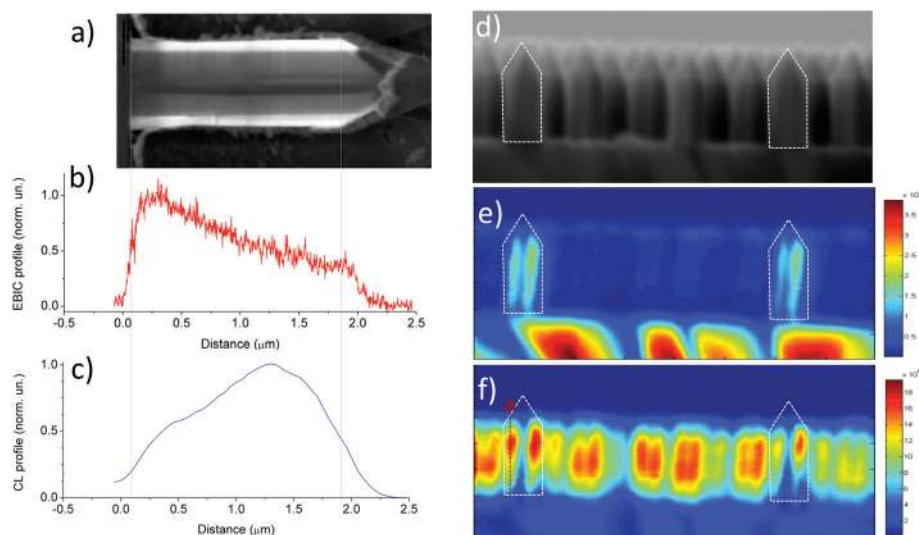 a)
b)
EBIC profile (norm. un.)
1.0
0.5
0.0
-0.5 0.0 0.5 1.0 1.5 2.0 2.5
Distance (μm)
c)
CL profile (norm. un.)
1.0
0.5
0.0
-0.5 0.0 0.5 1.0 1.5 2.0 2.5
Distance (μm)
d)
e)
3.5
3
2.5
2
1.5
1
0.5
f)
18
16
14
12
10
8
6
4
2
0